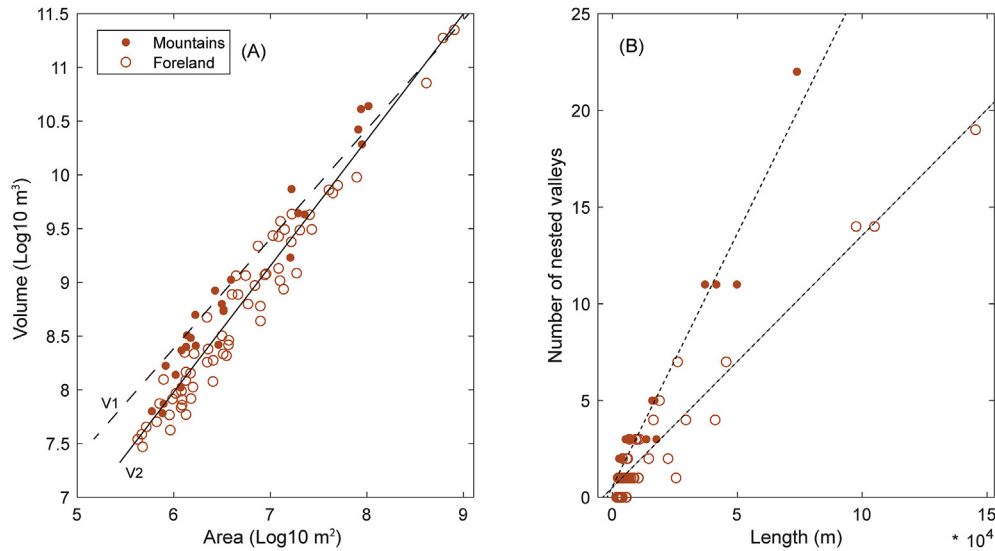 (A)
Mountains
Foreland
11.5
11
10.5
10
9.5
9
8.5
8
7.5
7
Volume (Log10 m³)
V1
V2
5
6
7
8
9
Area (Log10 m²)
(B)
25
20
15
10
5
0
Number of nested valleys
0
5
10
15
Length (m)
* 10⁴